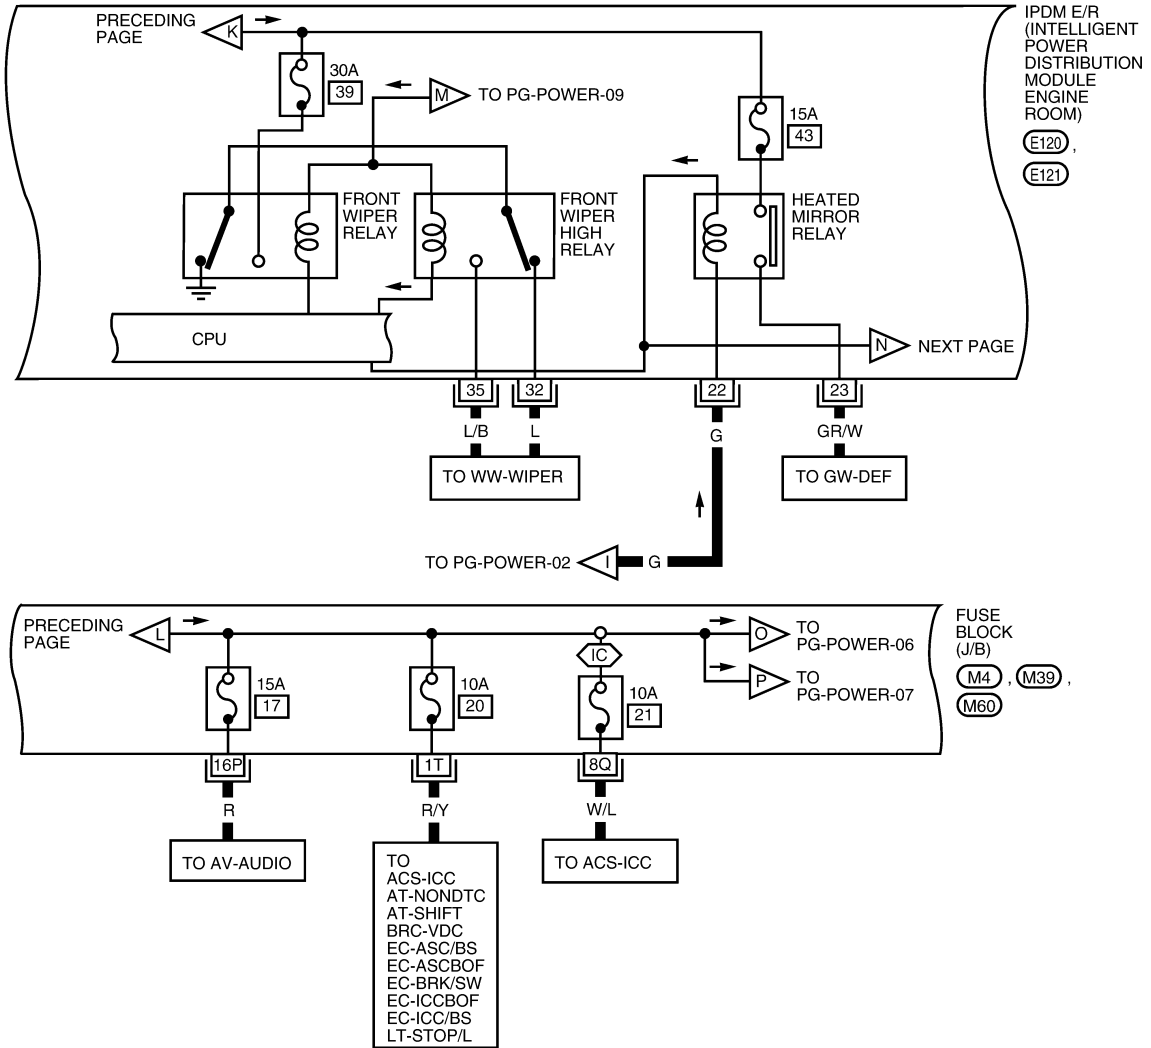 PRECEDING
PAGE
K
30A
39
M
TO PG-POWER-09
15A
43
IPDM E/R
(INTELLIGENT
POWER
DISTRIBUTION
MODULE
ENGINE
ROOM)
E120 ,
E121
FRONT
WIPER
RELAY
FRONT
WIPER
HIGH
RELAY
HEATED
MIRROR
RELAY
CPU
N
NEXT PAGE
35
32
22
23
L/B
L
G
GR/W
TO WW-WIPER
TO GW-DEF
TO PG-POWER-02
I
G
PRECEDING
PAGE
L
O
TO
PG-POWER-06
P
TO
PG-POWER-07
FUSE
BLOCK
(J/B)
M4 , M39 ,
M60
IC
15A
17
10A
20
10A
21
16P
1T
8Q
R
R/Y
W/L
TO AV-AUDIO
TO
ACS-ICC
AT-NONDTC
AT-SHIFT
BRC-VDC
EC-ASC/BS
EC-ASCBOF
EC-BRK/SW
EC-ICCBOF
EC-ICC/BS
LT-STOP/L
TO ACS-ICC